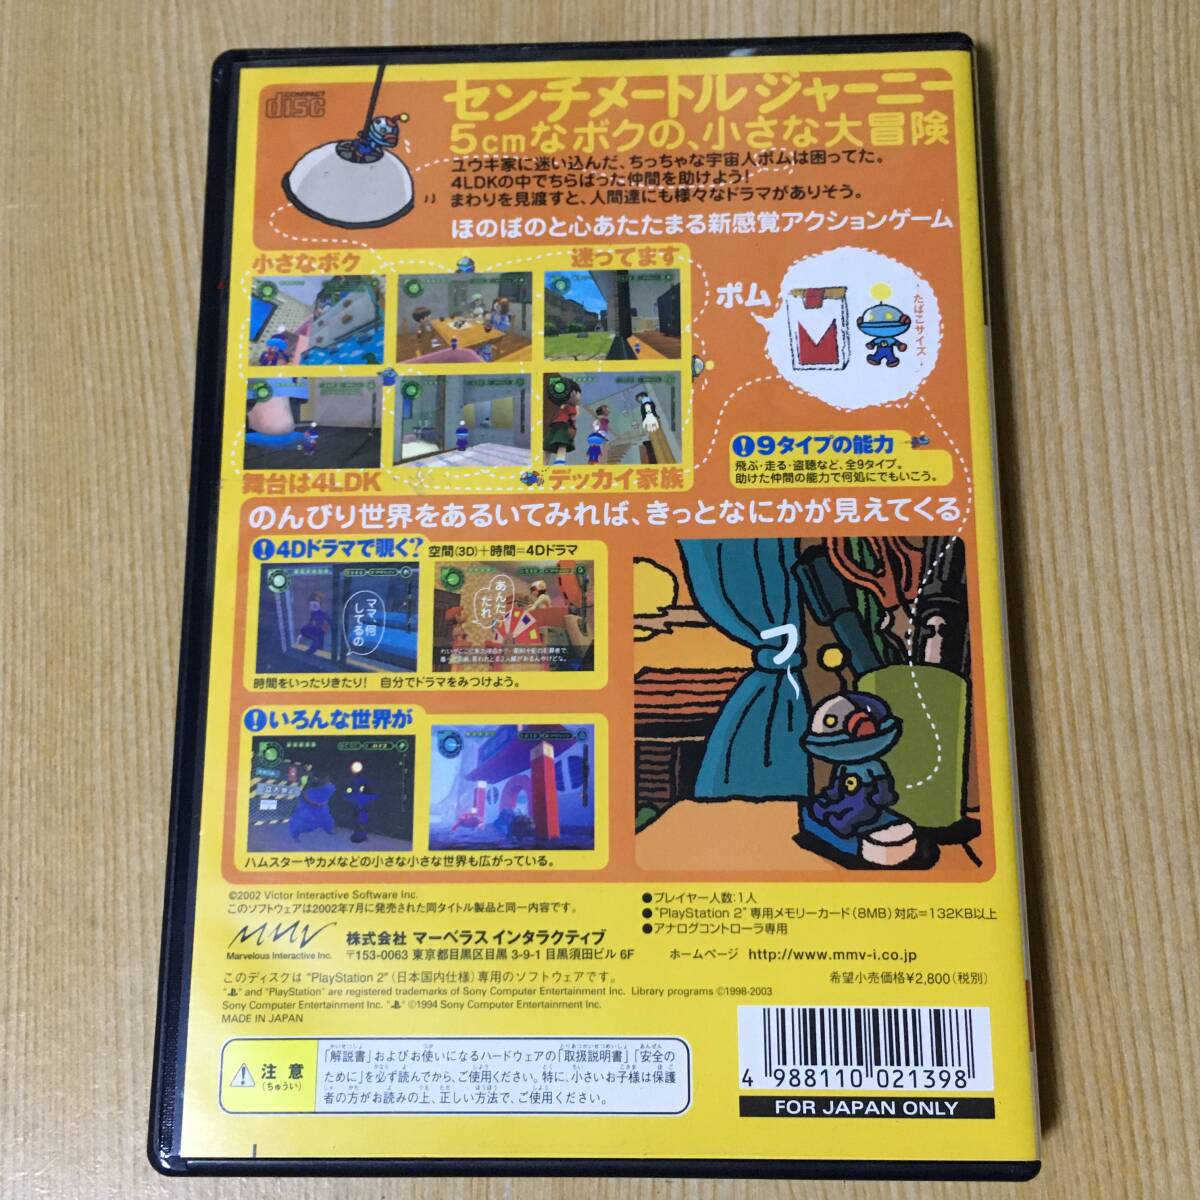 COMPACT
disc
センチメートル ジャーニー
5cmなボクの、小さな大冒険
ユウキ家に迷い込んだ、ちっちゃな宇宙人ポムは困ってた。
4LDKの中でちらばった仲間を助けよう!
まわりを見渡すと、人間達にも様々なドラマがありそう。
ほのぼのと心あたたまる新感覚アクションゲーム
小さなボク
迷ってます
ポム
M
たばこサイズ
舞台は4LDK
デッカイ家族
!9タイプの能力
飛ぶ・走る・盗聴など、全9タイプ。
助けた仲間の能力で何処にでもいこう。
のんびり世界をあるいてみれば、きっとなにかが見えてくる
!4Dドラマで覗く?
空間(3D)+時間=4Dドラマ
ママ、何
してるの
あんた、
だれ
時間をいったりきたり! 自分でドラマをみつけよう。
フ〜
!いろんな世界が
ハムスターやカメなどの小さな小さな世界も広がっている。
©2002 Victor Interactive Software Inc.
このソフトウェアは2002年7月に発売された同タイトル製品と同一内容です。
MMV
Marvelous Interactive Inc.
株式会社 マーベラス インタラクティブ
〒153-0063 東京都目黒区目黒 3-9-1 目黒須田ビル 6F
●プレイヤー人数:1人
●"PlayStation 2"専用メモリーカード(8MB)対応=132KB以上
●アナログコントローラ専用
ホームページ http://www.mmv-i.co.jp
このディスクは "PlayStation 2"(日本国内仕様)専用のソフトウェアです。
希望小売価格¥2,800(税別)
" " and "PlayStation" are registered trademarks of Sony Computer Entertainment Inc. Library programs ©1998-2003
Sony Computer Entertainment Inc. " " ©1994 Sony Computer Entertainment Inc.
MADE IN JAPAN
注意
(ちゅうい)
「解説書」およびお使いになるハードウェアの「取扱説明書」「安全の
ために」を必ず読んでから、ご使用ください。特に、小さいお子様は保護
者の方がお読みの上、正しい方法で、ご使用ください。
4 988110 021398
FOR JAPAN ONLY